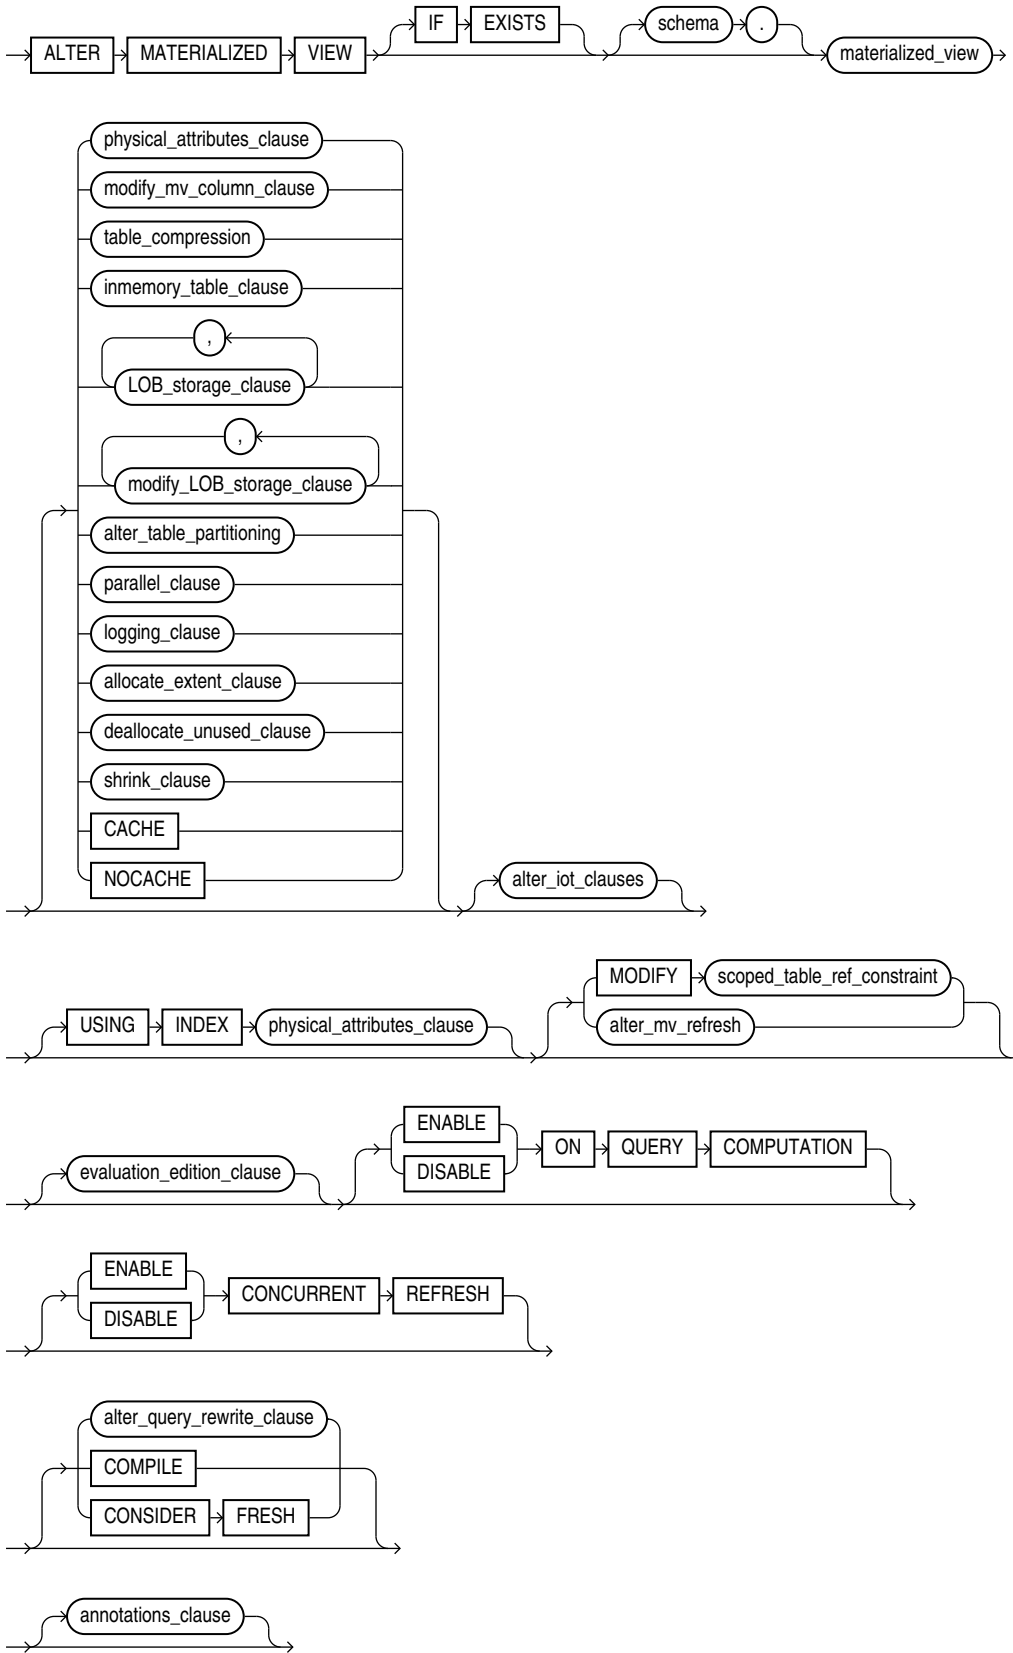 ALTER MATERIALIZED VIEW IF EXISTS schema . materialized_view
physical_attributes_clause
modify_mv_column_clause
table_compression
inmemory_table_clause
,
LOB_storage_clause
,
modify_LOB_storage_clause
alter_table_partitioning
parallel_clause
logging_clause
allocate_extent_clause
deallocate_unused_clause
shrink_clause
CACHE
NOCACHE
alter_iot_clauses
USING INDEX physical_attributes_clause
MODIFY scoped_table_ref_constraint
alter_mv_refresh
evaluation_edition_clause
ENABLE
DISABLE
ON QUERY COMPUTATION
ENABLE
DISABLE
CONCURRENT REFRESH
alter_query_rewrite_clause
COMPILE
CONSIDER FRESH
annotations_clause